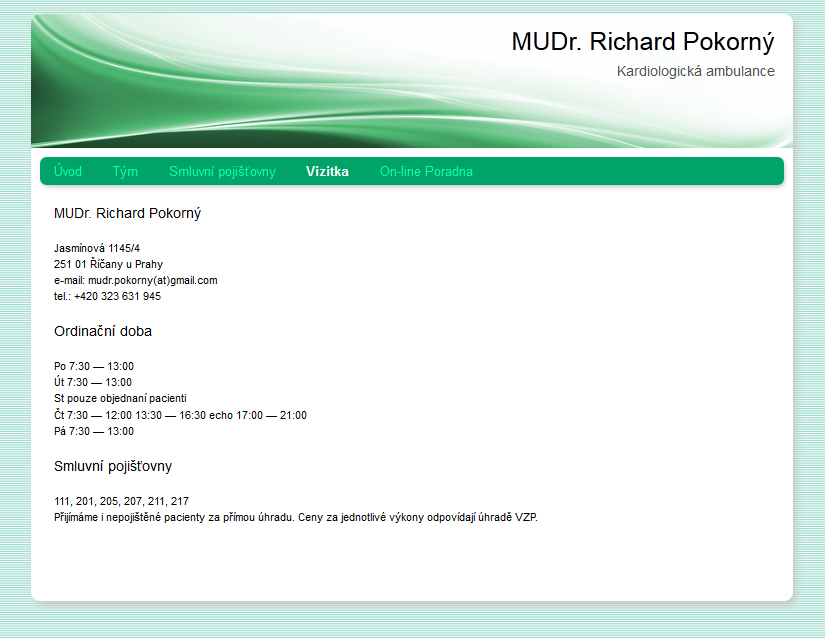 MUDr. Richard Pokorný
Kardiologická ambulance
Úvod Tým Smluvní pojišťovny Vizitka On-line Poradna
MUDr. Richard Pokorný
Jasmínová 1145/4
251 01 Říčany u Prahy
e-mail: mudr.pokorny(at)gmail.com
tel.: +420 323 631 945
Ordinační doba
Po 7:30 — 13:00
Út 7:30 — 13:00
St pouze objednaní pacienti
Čt 7:30 — 12:00 13:30 — 16:30 echo 17:00 — 21:00
Pá 7:30 — 13:00
Smluvní pojišťovny
111, 201, 205, 207, 211, 217
Přijímáme i nepojištěné pacienty za přímou úhradu. Ceny za jednotlivé výkony odpovídají úhradě VZP.